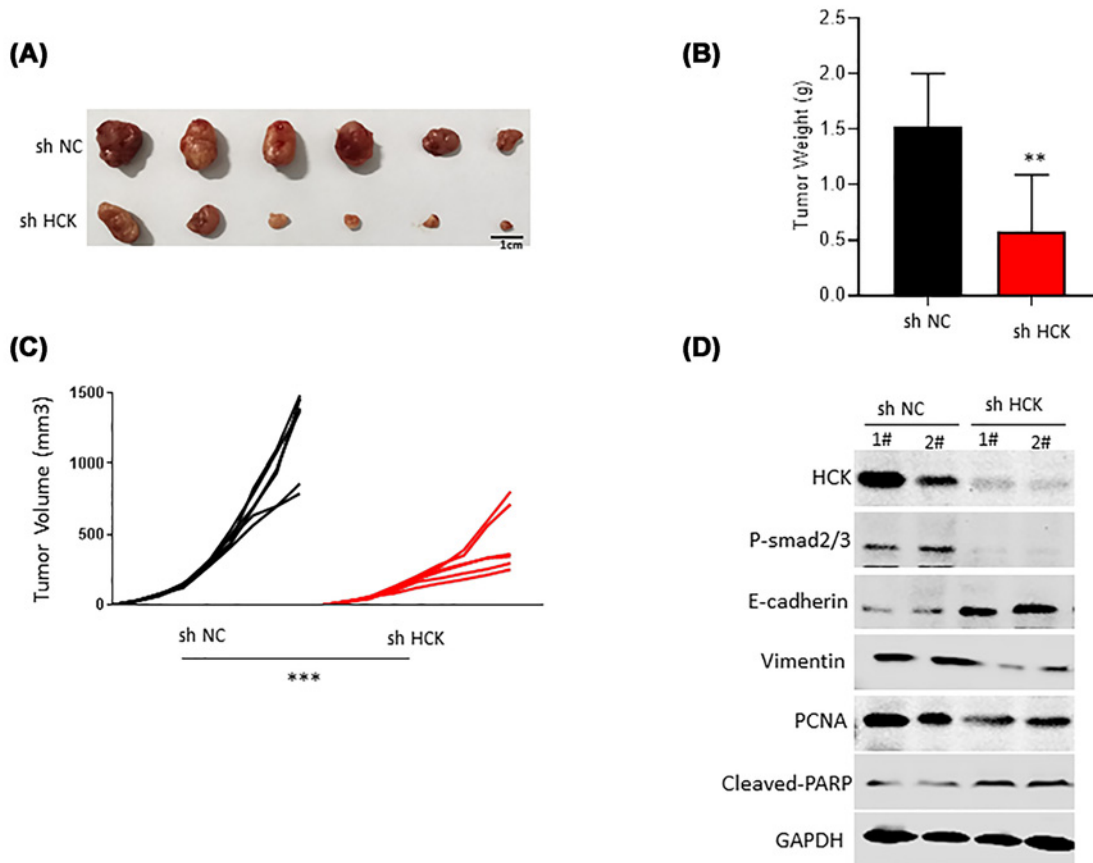 (A)
sh NC
sh HCK
1cm
(B)
Tumor Weight (g)
2.5
2.0
1.5
1.0
0.5
0.0
**
sh NC
sh HCK
(C)
Tumor Volume (mm3)
1500
1000
500
0
sh NC
sh HCK
***
(D)
sh NC sh HCK
1# 2# 1# 2#
HCK
P-smad2/3
E-cadherin
Vimentin
PCNA
Cleaved-PARP
GAPDH